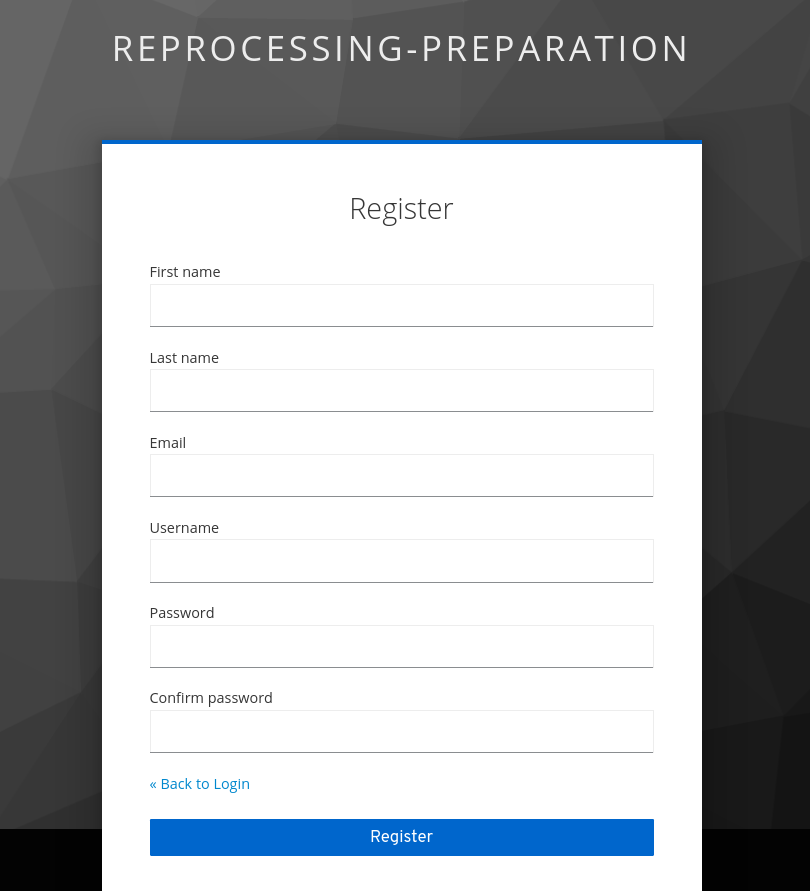 REPROCESSING-PREPARATION
Register
First name
Last name
Email
Username
Password
Confirm password
« Back to Login
Register